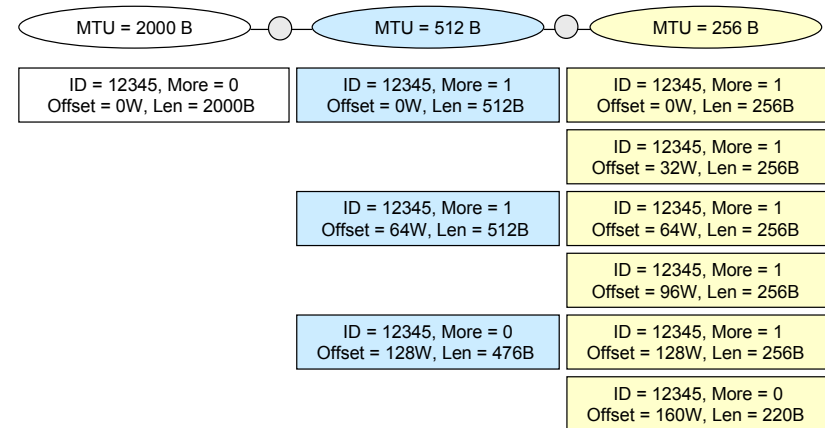 MTU = 2000 B
MTU = 512 B
MTU = 256 B
ID = 12345, More = 0
Offset = 0W, Len = 2000B
ID = 12345, More = 1
Offset = 0W, Len = 512B
ID = 12345, More = 1
Offset = 0W, Len = 256B
ID = 12345, More = 1
Offset = 32W, Len = 256B
ID = 12345, More = 1
Offset = 64W, Len = 512B
ID = 12345, More = 1
Offset = 64W, Len = 256B
ID = 12345, More = 1
Offset = 96W, Len = 256B
ID = 12345, More = 0
Offset = 128W, Len = 476B
ID = 12345, More = 1
Offset = 128W, Len = 256B
ID = 12345, More = 0
Offset = 160W, Len = 220B